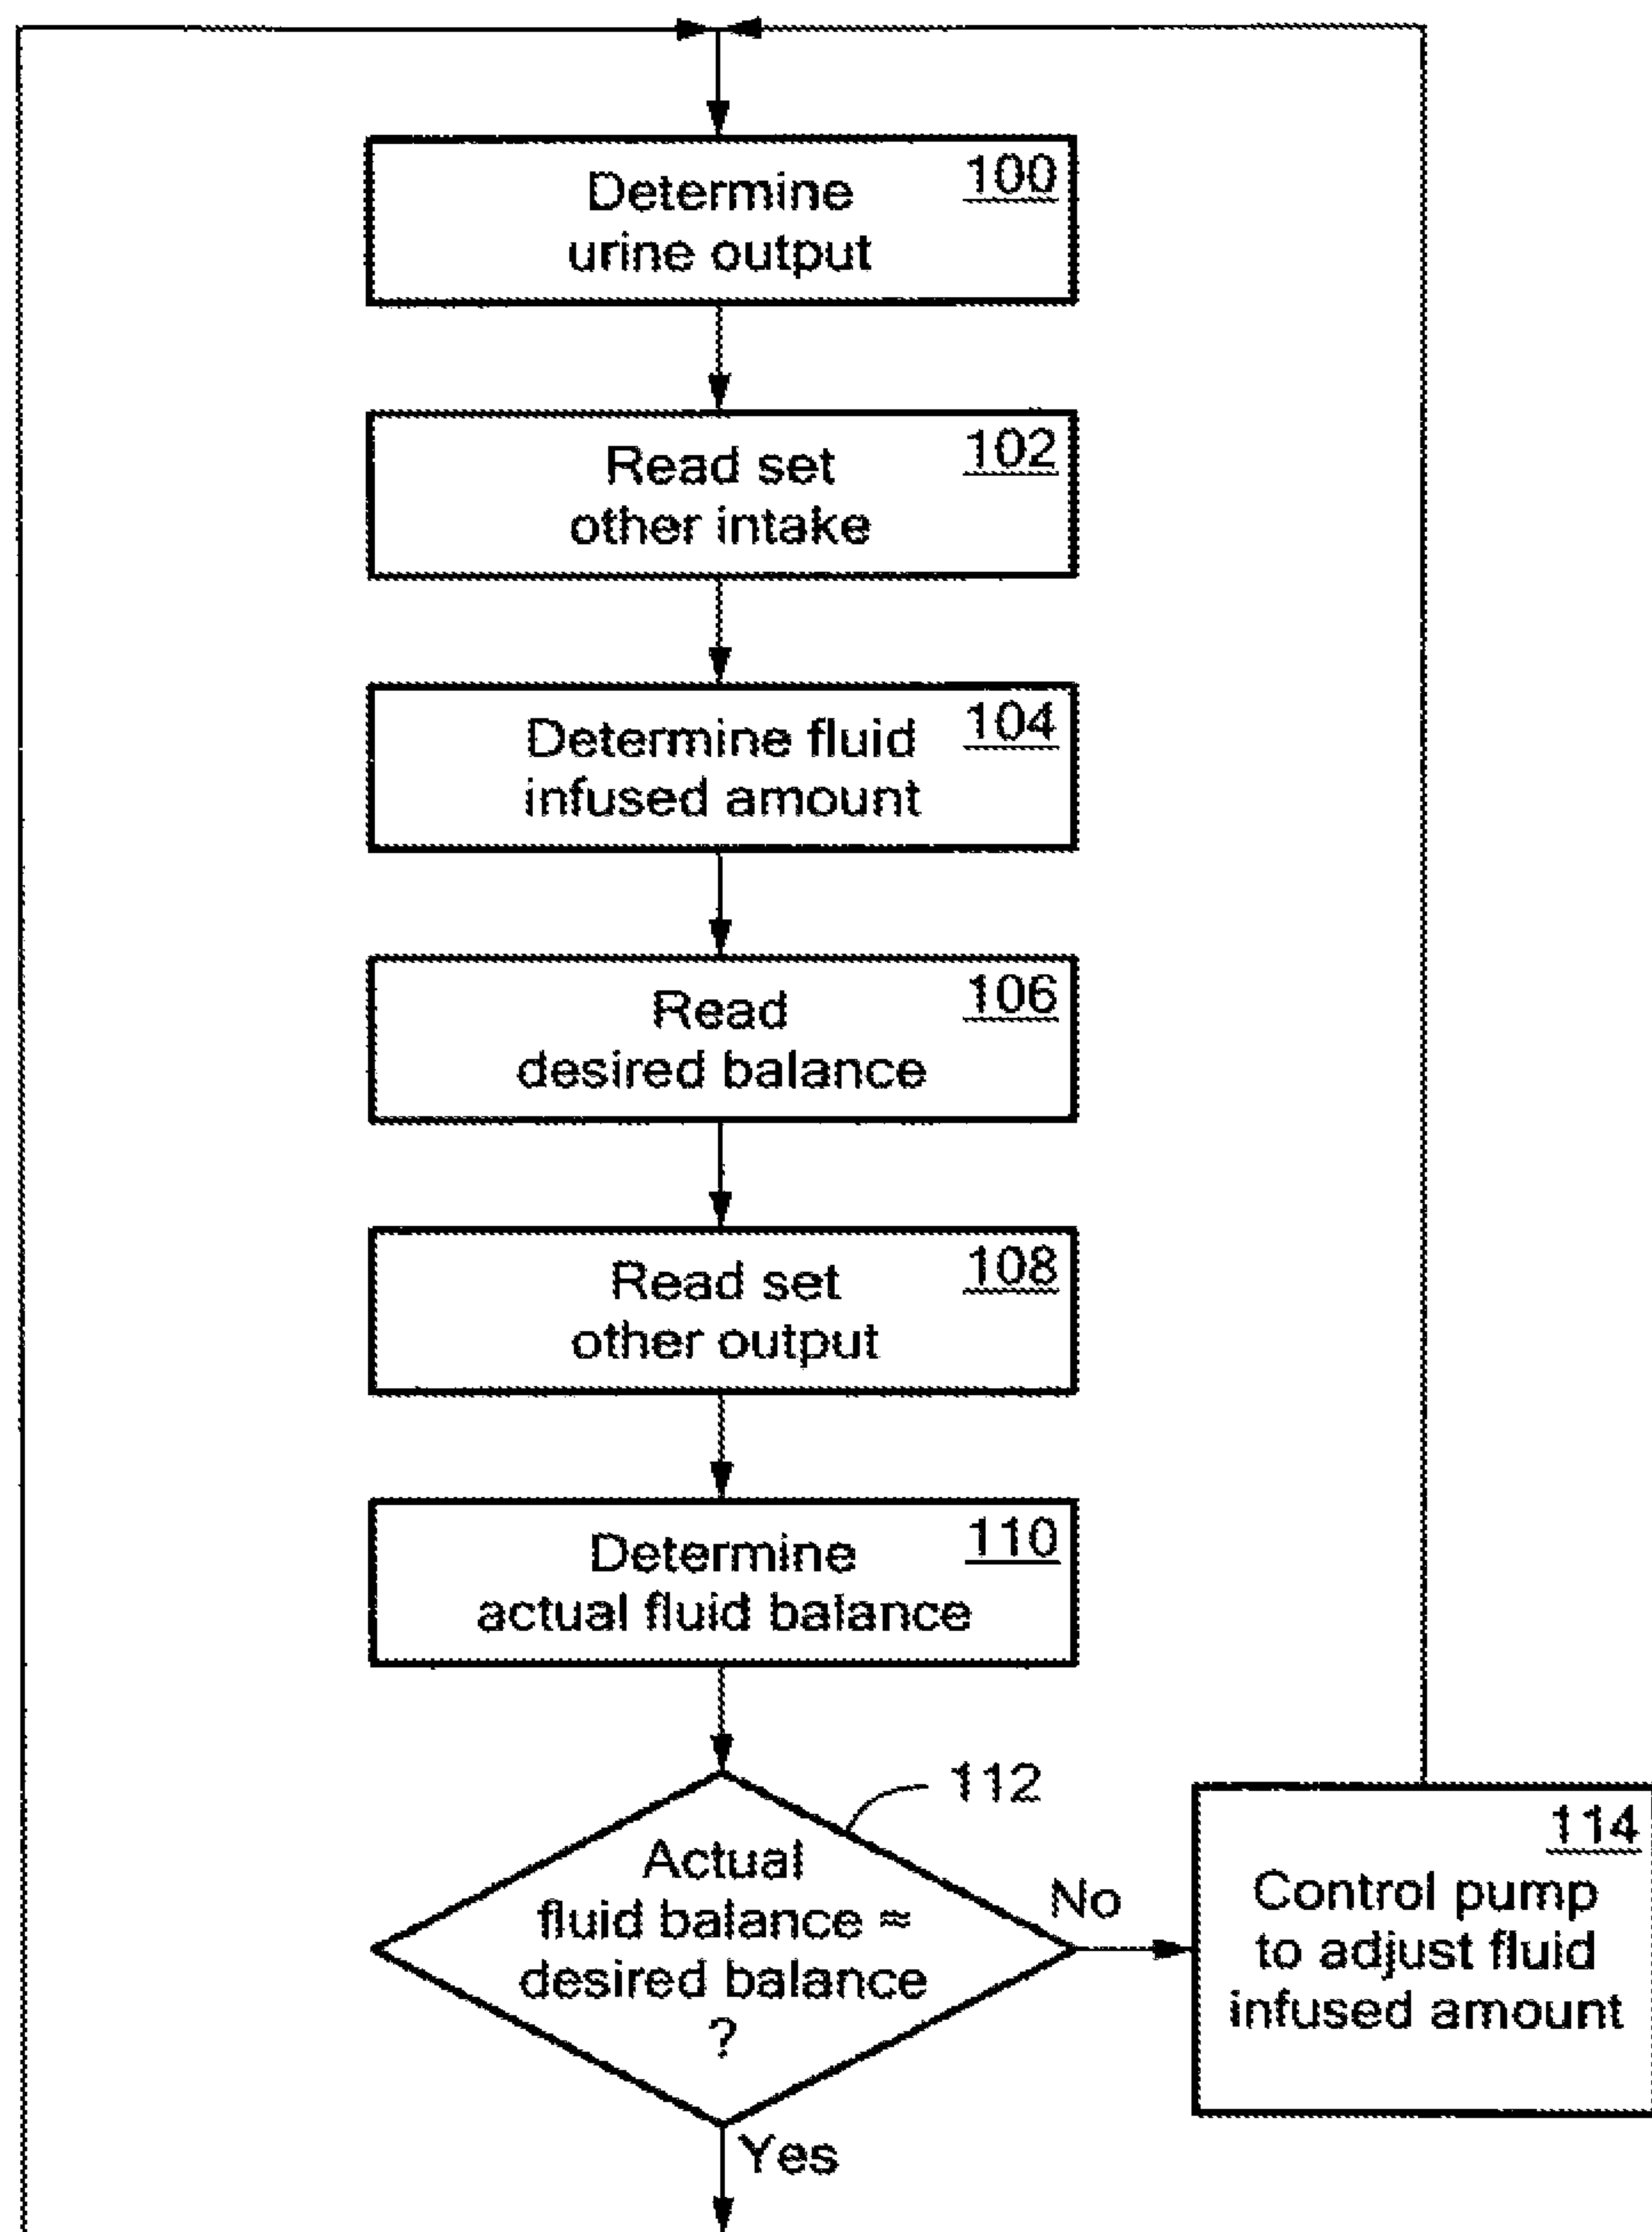 100
Determine
urine output
102
Read set
other intake
104
Determine fluid
infused amount
106
Read
desired balance
108
Read set
other output
110
Determine
actual fluid balance
112
Actual
fluid balance ≈
desired balance
?
No
Yes
114
Control pump
to adjust fluid
infused amount